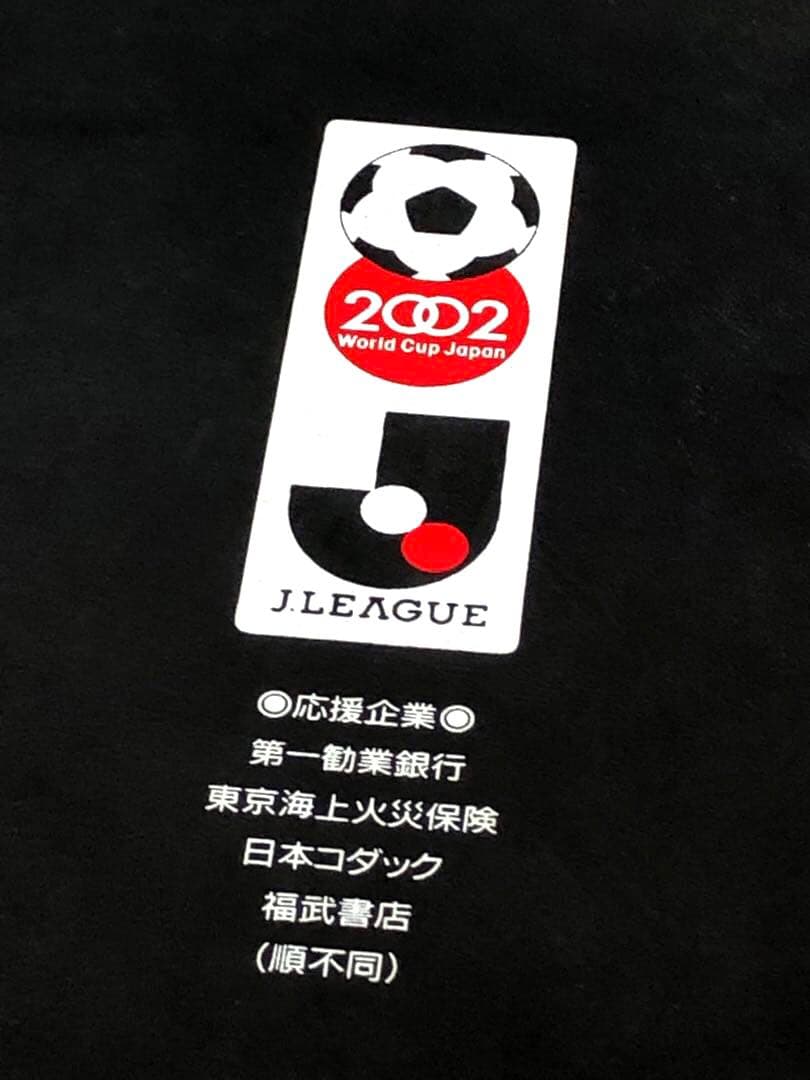 2002
World Cup Japan
J.LEAGUE
◎応援企業◎
第一勧業銀行
東京海上火災保険
日本コダック
福武書店
(順不同)